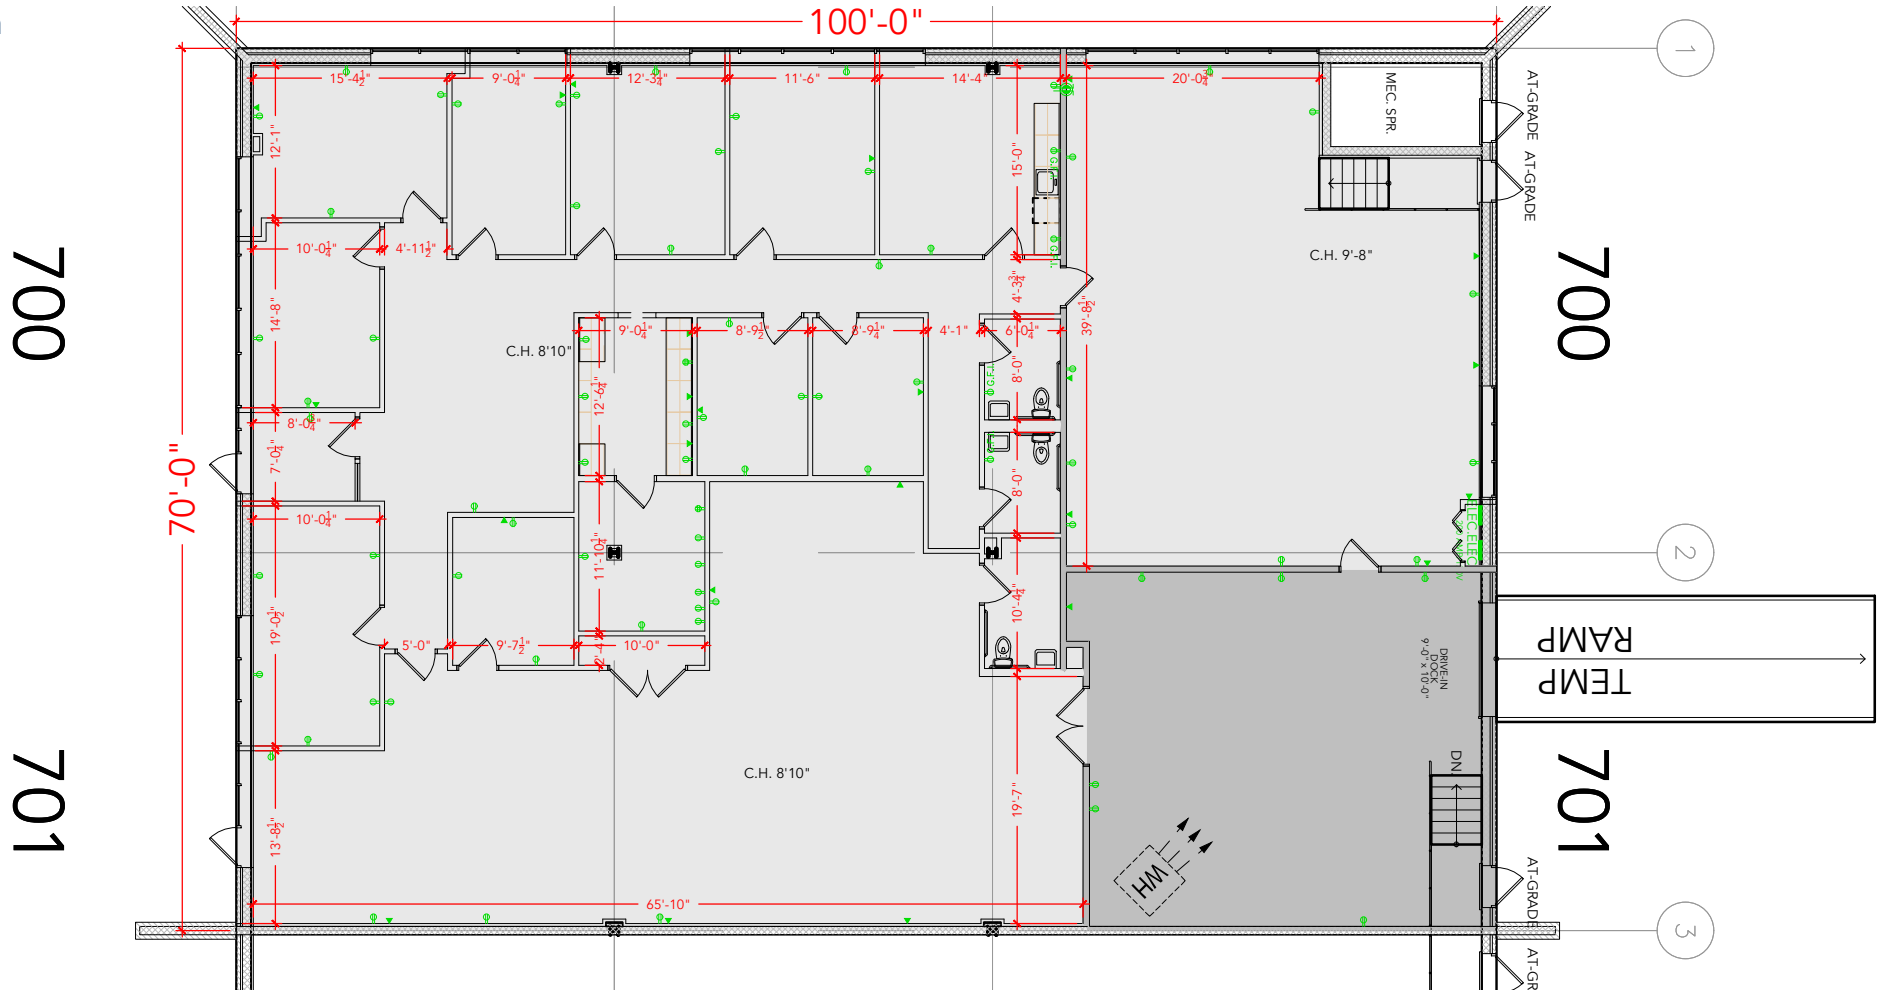 100'-0"
1
15'-4½"
9'-0¼"
12'-3¼"
11'-6"
14'-4"
20'-0¾"
MEC. SPR.
AT-GRADE
AT-GRADE
12'-1"
15'-0"
700
10'-0¼"
4'-11½"
C.H. 9'-8"
700
4'-3¾"
14'-8"
39'-8½"
9'-0¼"
8'-9½"
8'-9¼"
4'-1"
6'-0¼"
C.H. 8'10"
12'-6¼"
G.F.I.
8'-0"
7'-0¼"
70'-0"
8'-0"
10'-0¼"
ELEC.
ELEC
2
11'-10¼"
10'-4¼"
19'-0½"
5'-0"
9'-7½"
2'-4"
10'-0"
DRIVE-IN
DOCK
9'-0" x 10'-0"
TEMP
RAMP
701
C.H. 8'10"
DN.
701
19'-7"
13'-8½"
WH
65'-10"
AT-GRADE
3
AT-GR